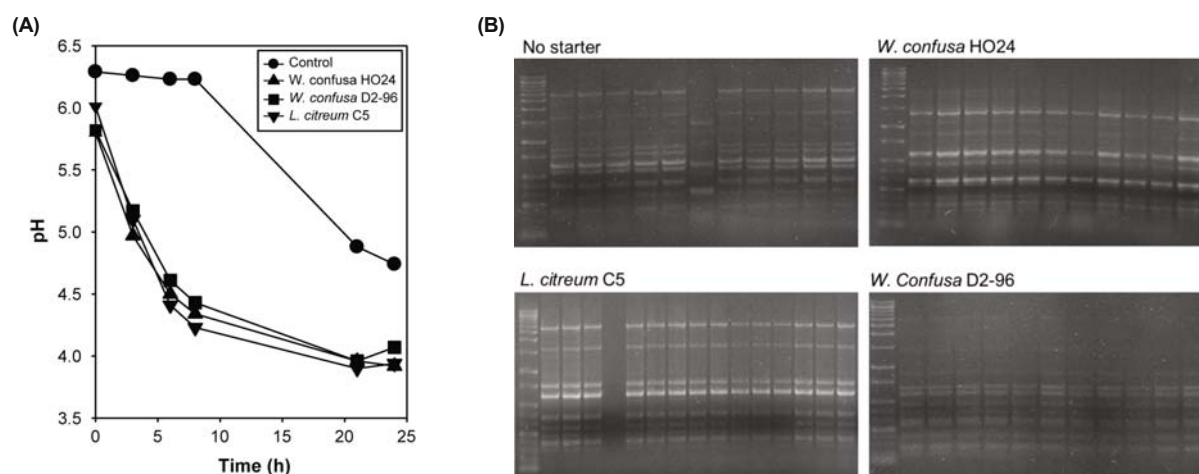 (A)
6.5
6.0
5.5
5.0
4.5
4.0
3.5
pH
0 5 10 15 20 25
Time (h)
Control
W. confusa HO24
W. confusa D2-96
L. citreum C5
(B)
No starter
W. confusa HO24
L. citreum C5
W. Confusa D2-96